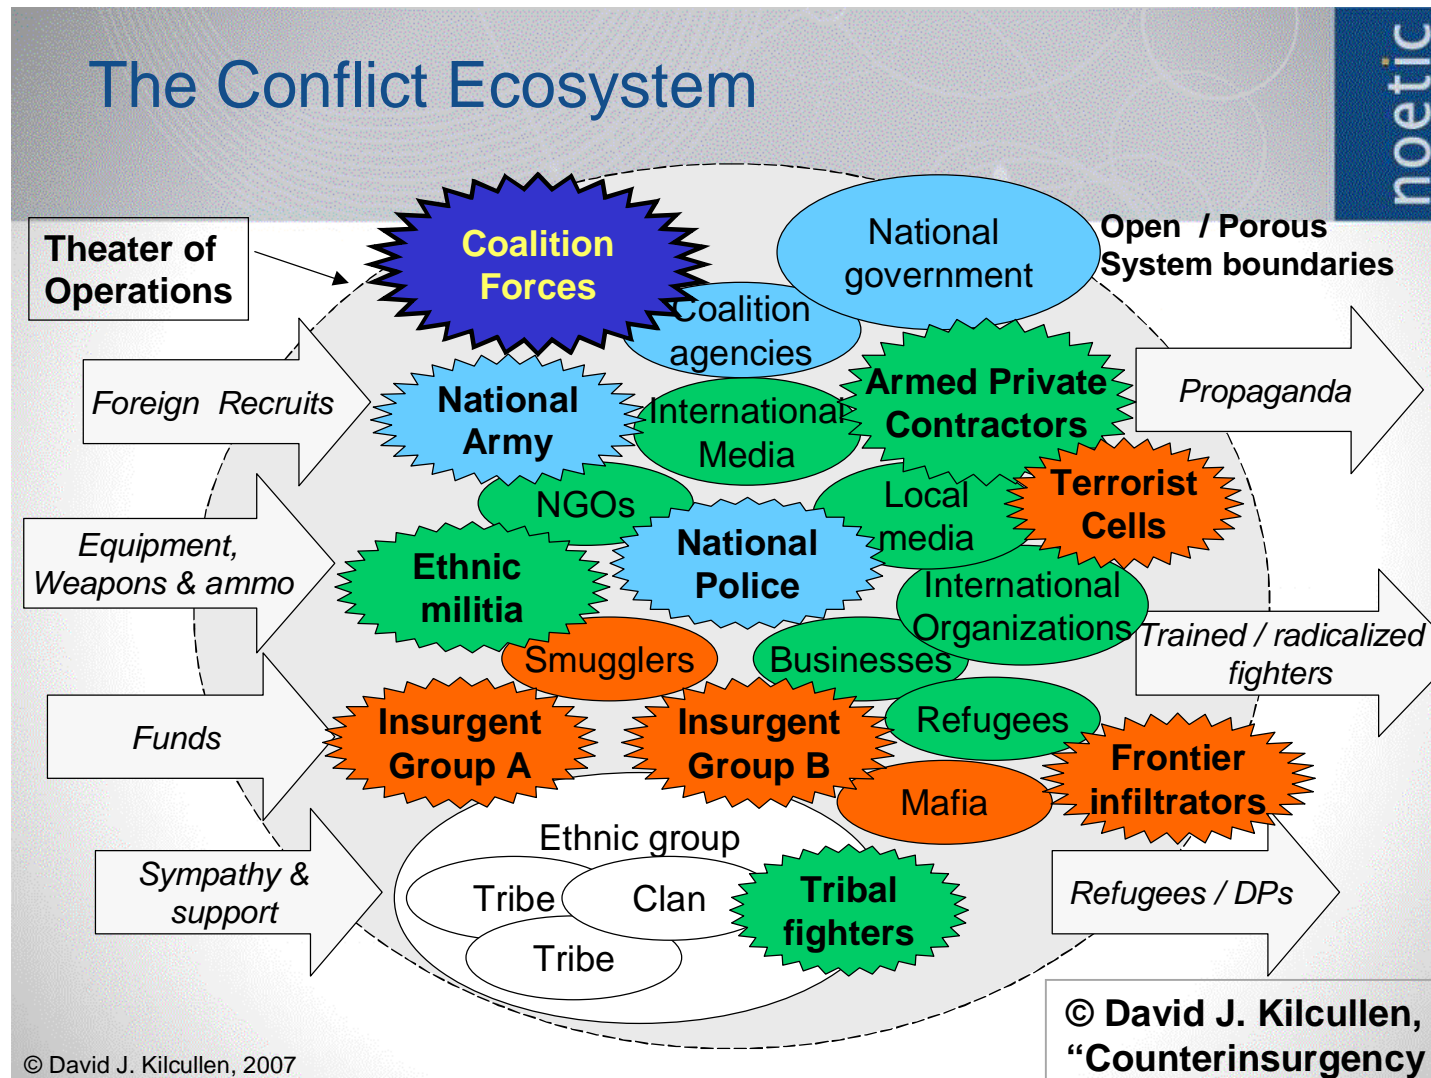 The Conflict Ecosystem
noetic
Theater of
Operations
Coalition
Forces
National
government
Open / Porous
System boundaries
Coalition
agencies
Foreign Recruits
National
Army
International
Media
Armed Private
Contractors
Propaganda
NGOs
Local
media
Terrorist
Cells
Equipment,
Weapons & ammo
Ethnic
militia
National
Police
International
Organizations
Trained / radicalized
fighters
Smugglers
Businesses
Funds
Insurgent
Group A
Insurgent
Group B
Refugees
Frontier
infiltrators
Mafia
Ethnic group
Sympathy &
support
Tribe
Clan
Tribe
Tribal
fighters
Refugees / DPs
© David J. Kilcullen,
“Counterinsurgency
© David J. Kilcullen, 2007